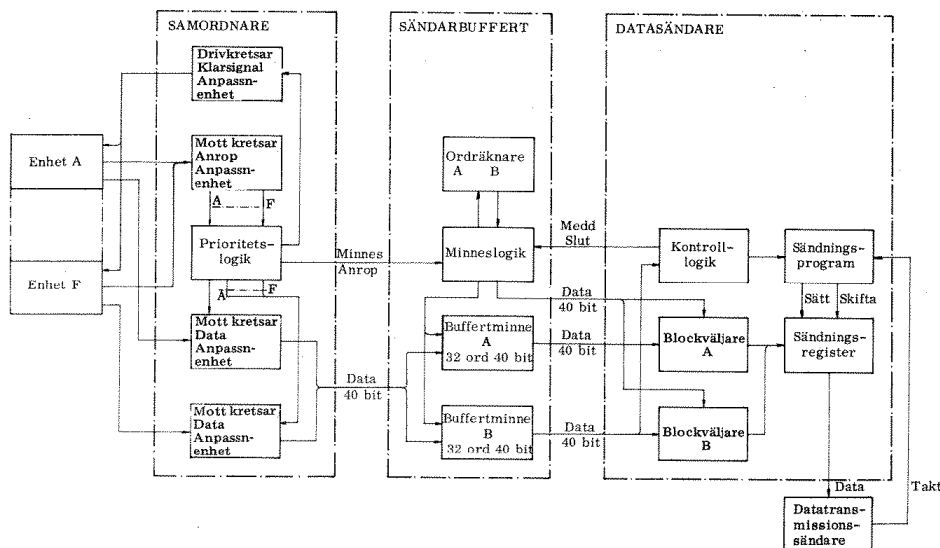 SAMORDNARE
Drivkretsar
Klarsignal
Anpassn-
enhet
Enhet A
Enhet F
Mott kretsar
Anrop
Anpassn-
enhet
A
F
Prioritets-
logik
A
F
Mott kretsar
Data
Anpassn-
enhet
Mott kretsar
Data
Anpassn-
enhet
Minnes
Anrop
Data
40 bit
SÄNDARBUFFERT
Ordräknare
A B
Minneslogik
Buffertminne
A
32 ord 40 bit
Buffertminne
B
32 ord 40 bit
Medd
Slut
Data
40 bit
Data
40 bit
Data
40 bit
DATASÄNDARE
Kontroll-
logik
Sändnings-
program
Sätt
Skifta
Blockväljare
A
Sändnings-
register
Blockväljare
B
Data
Takt
Datatrans-
missions-
sändare